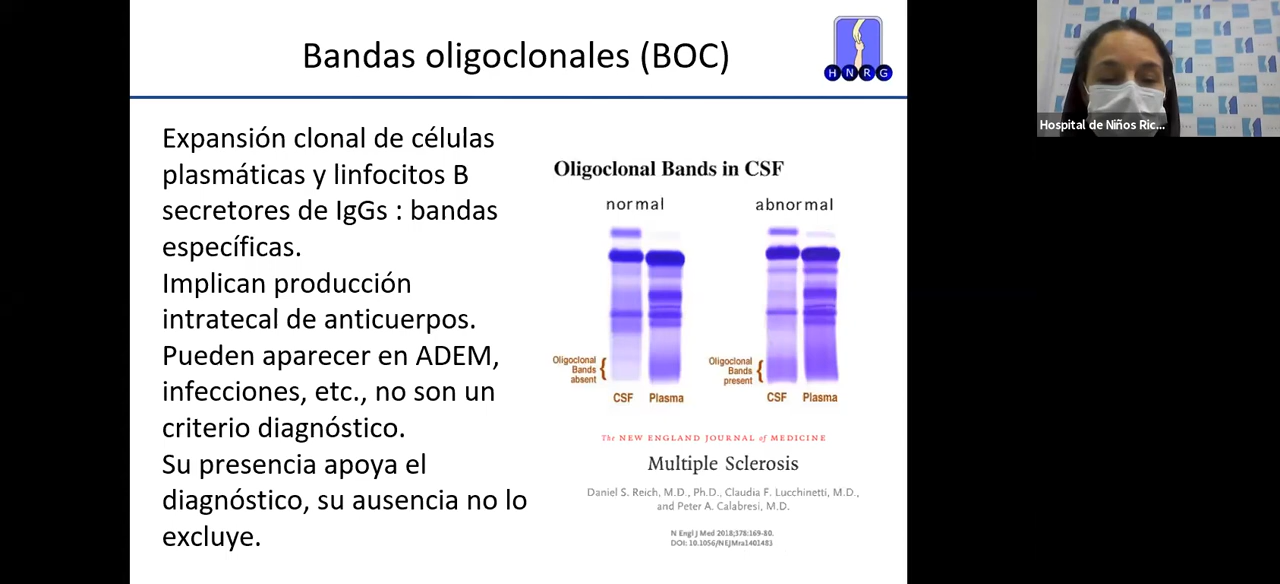 Bandas oligoclonales (BOC)
H N R G
Hospital de Niños Ric...
Expansión clonal de células
plasmáticas y linfocitos B
secretores de IgGs : bandas
específicas.
Implican producción
intratecal de anticuerpos.
Pueden aparecer en ADEM,
infecciones, etc., no son un
criterio diagnóstico.
Su presencia apoya el
diagnóstico, su ausencia no lo
excluye.
Oligoclonal Bands in CSF
normal
abnormal
Oligoclonal
Bands
absent
Oligoclonal
Bands
present
CSF Plasma
CSF Plasma
The NEW ENGLAND JOURNAL of MEDICINE
Multiple Sclerosis
Daniel S. Reich, M.D., Ph.D., Claudia F. Lucchinetti, M.D.,
and Peter A. Calabresi, M.D.
N Engl J Med 2018;378:169-80.
DOI: 10.1056/NEJMra1401483